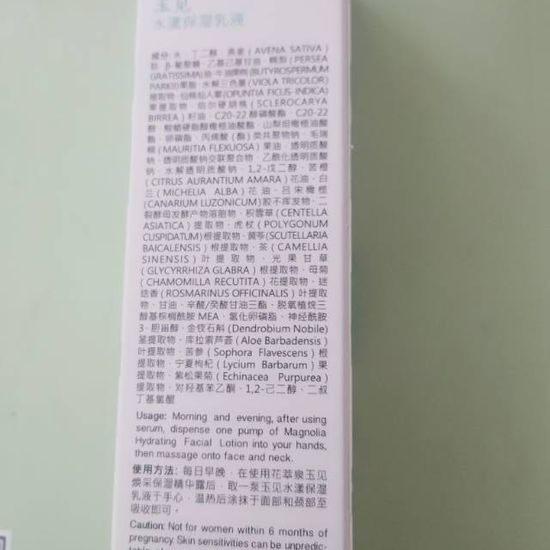 玉见
水漾保湿乳液
成份: 水、丁二醇、燕麦 (AVENA SATIVA)
肽、β-葡聚糖、乙基己基甘油、鳄梨 (PERSEA
GRATISSIMA)脂、牛油果树 (BUTYROSPERMUM
PARKII)果脂、水解三色堇 (VIOLA TRICOLOR)
提取物、仙桃仙人掌 (OPUNTIA FICUS-INDICA)
果提取物、伯尔硬胡桃 (SCLEROCARYA
BIRREA) 籽油、C20-22 醇磷酸酯、C20-22
醇、鲸蜡硬脂醇橄榄油酸酯、山梨坦橄榄油酸
酯、卵磷脂、丙烯酸 (酯) 类共聚物钠、毛瑞
榈 (MAURITIA FLEXUOSA) 果油、透明质酸
钠、透明质酸钠交联聚合物、乙酰化透明质酸
钠、水解透明质酸钠、1,2-戊二醇、苦橙
(CITRUS AURANTIUM AMARA) 花油、白
兰 (MICHELIA ALBA) 花油、吕宋橄榄
(CANARIUM LUZONICUM)胶不挥发物、二
裂酵母发酵产物溶胞物、积雪草 (CENTELLA
ASIATICA) 提取物、虎杖 (POLYGONUM
CUSPIDATUM)根提取物、黄芩(SCUTELLARIA
BAICALENSIS) 根提取物、茶 (CAMELLIA
SINENSIS) 叶提取物、光果甘草
(GLYCYRRHIZA GLABRA) 根提取物、母菊
(CHAMOMILLA RECUTITA) 花提取物、迷
迭香 (ROSMARINUS OFFICINALIS) 叶提取
物、甘油、辛酸/癸酸甘油三酯、脱氧植烷三
醇基棕榈酰胺 MEA、氢化卵磷脂、神经酰胺
3、胆甾醇、金钗石斛 (Dendrobium Nobile)
茎提取物、库拉索芦荟 (Aloe Barbadensis)
叶提取物、苦参 (Sophora Flavescens) 根
提取物、宁夏枸杞 (Lycium Barbarum) 果
提取物、紫松果菊 (Echinacea Purpurea)
提取物、对羟基苯乙酮、1,2-己二醇、二叔
丁基氢醌
Usage: Morning and evening, after using
serum, dispense one pump of Magnolia
Hydrating Facial Lotion into your hands,
then massage onto face and neck.
使用方法: 每日早晚，在使用花萃泉玉见
焕采保湿精华露后，取一泵玉见水漾保湿
乳液于手心，温热后涂抹于面部和颈部至
吸收即可。
Caution: Not for women within 6 months of
pregnancy. Skin sensitivities can be unpredic-